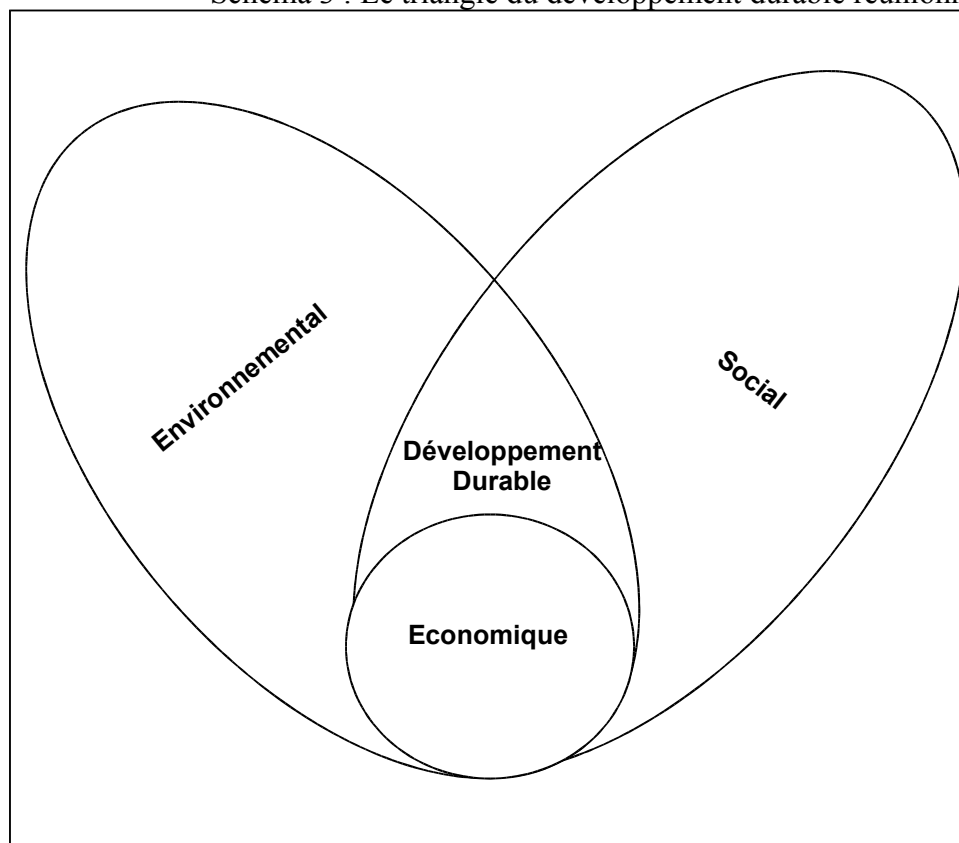 Schéma 3 : Le triangle du développement durable
Environnemental
Social
Développement
Durable
Economique